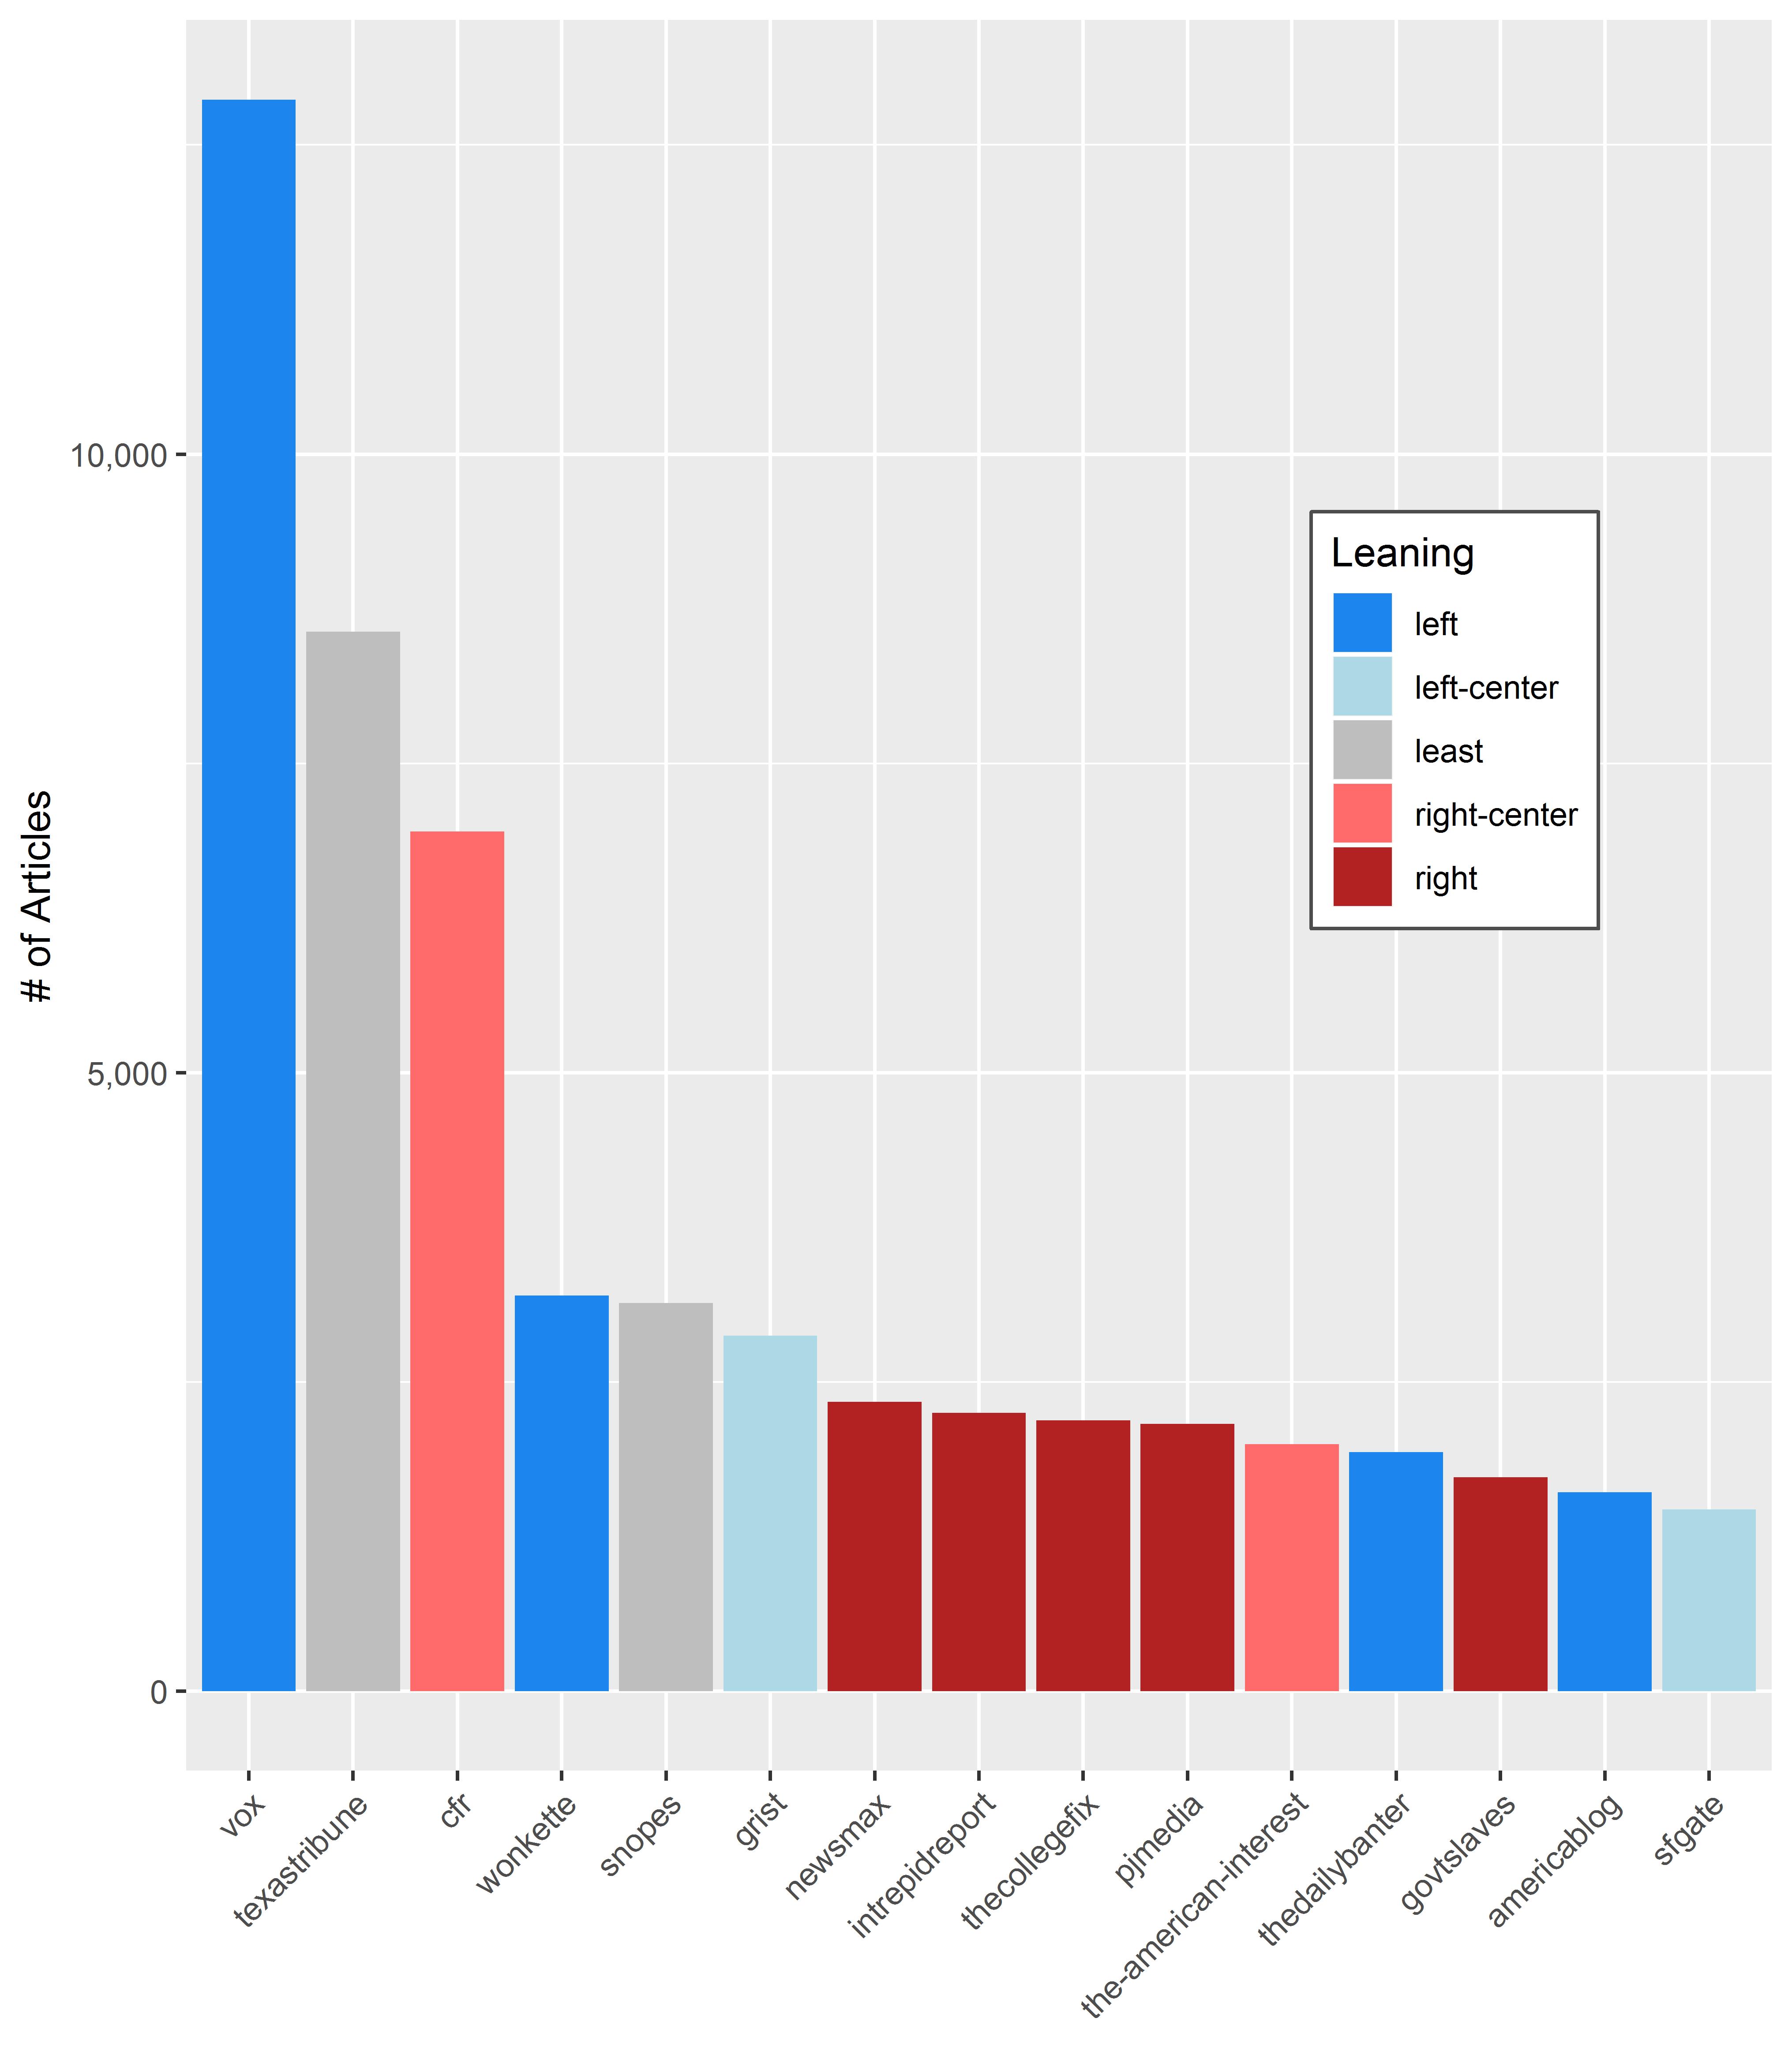 # of Articles
10,000
5,000
0
Leaning
left
left-center
least
right-center
right
vox
texastribune
cfr
wonkette
snopes
grist
newsmax
intrepidreport
thecollegefix
pjmedia
the-american-interest
thedailybanter
govtslaves
americablog
sfgate